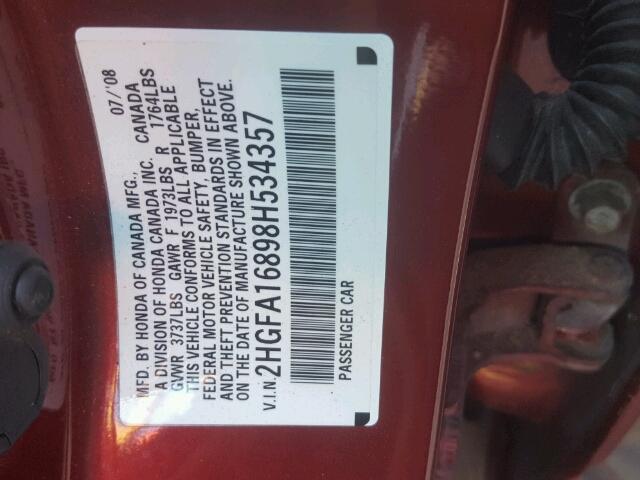 MFD. BY HONDA OF CANADA MFG., CANADA 07/'08
A DIVISION OF HONDA CANADA INC.
GVWR 3737LBS GAWR F 1973LBS R 1764LBS
THIS VEHICLE CONFORMS TO ALL APPLICABLE
FEDERAL MOTOR VEHICLE SAFETY, BUMPER,
AND THEFT PREVENTION STANDARDS IN EFFECT
ON THE DATE OF MANUFACTURE SHOWN ABOVE.
V.I.N. 2HGFA16898H534357
PASSENGER CAR